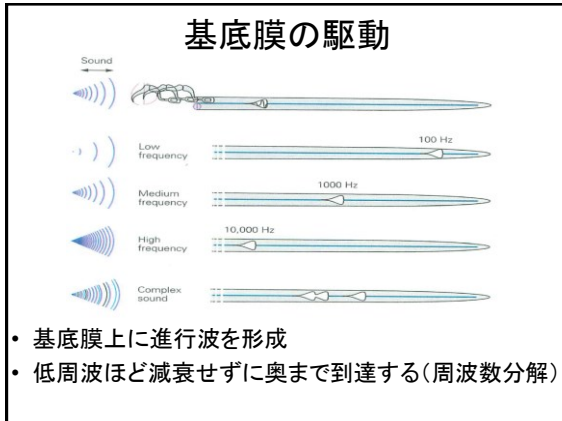 基底膜の駆動
Sound
Low
frequency
100 Hz
Medium
frequency
1000 Hz
High
frequency
10,000 Hz
Complex
sound
• 基底膜上に進行波を形成
• 低周波ほど減衰せずに奥まで到達する(周波数分解)